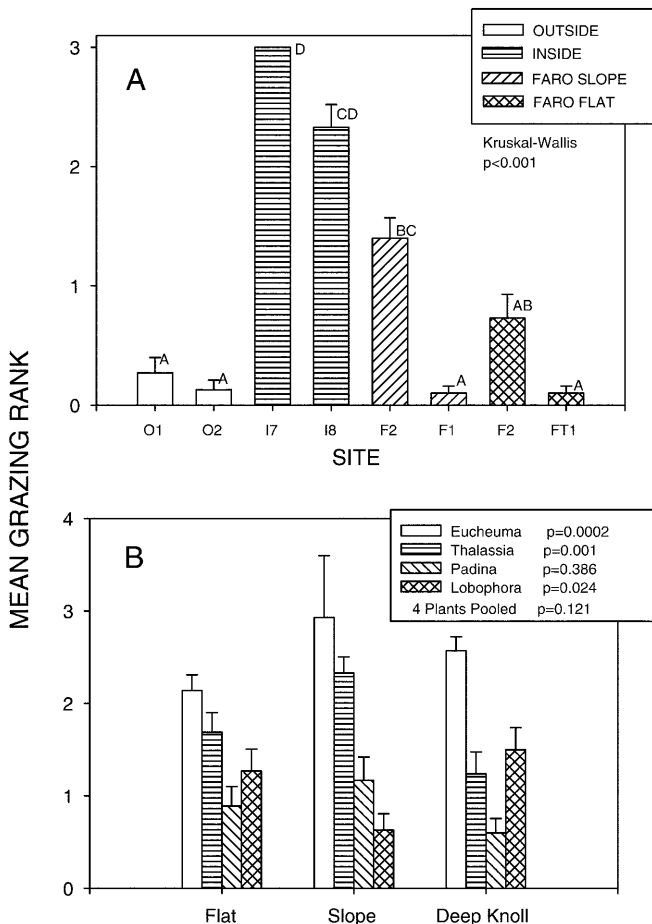 MEAN GRAZING RANK
A
3
2
1
0
D
CD
BC
AB
A
A
A
A
OUTSIDE
INSIDE
FARO SLOPE
FARO FLAT
Kruskal-Wallis
p<0.001
O1 O2 I7 I8 F2 F1 F2 FT1
SITE
B
4
3
2
1
0
Eucheuma p=0.0002
Thalassia p=0.001
Padina p=0.386
Lobophora p=0.024
4 Plants Pooled p=0.121
Flat Slope Deep Knoll